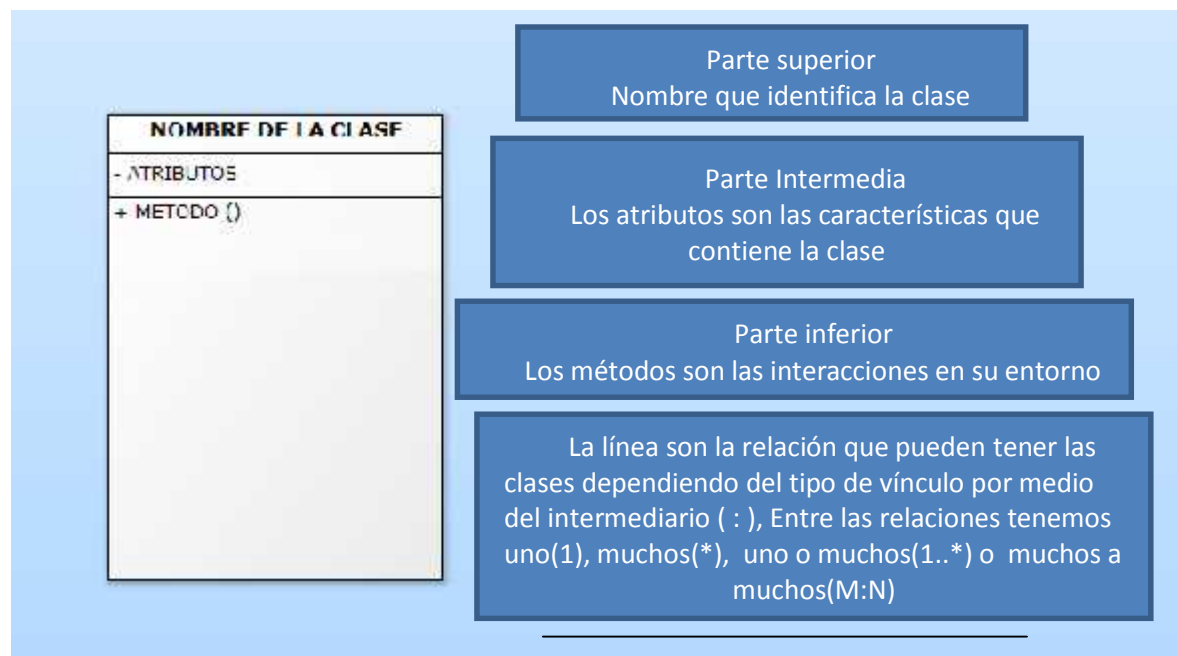 NOMBRE DE LA CLASE
- ATRIBUTOS
+ METODO ()
Parte superior
Nombre que identifica la clase
Parte Intermedia
Los atributos son las característícas que
contiene la clase
Parte inferior
Los métodos son las interacciones en su entorno
La línea son la relación que pueden tener las
clases dependiendo del tipo de vínculo por medio
del intermediario ( : ), Entre las relaciones tenemos
uno(1), muchos(*), uno o muchos(1..*) o muchos a
muchos(M:N)